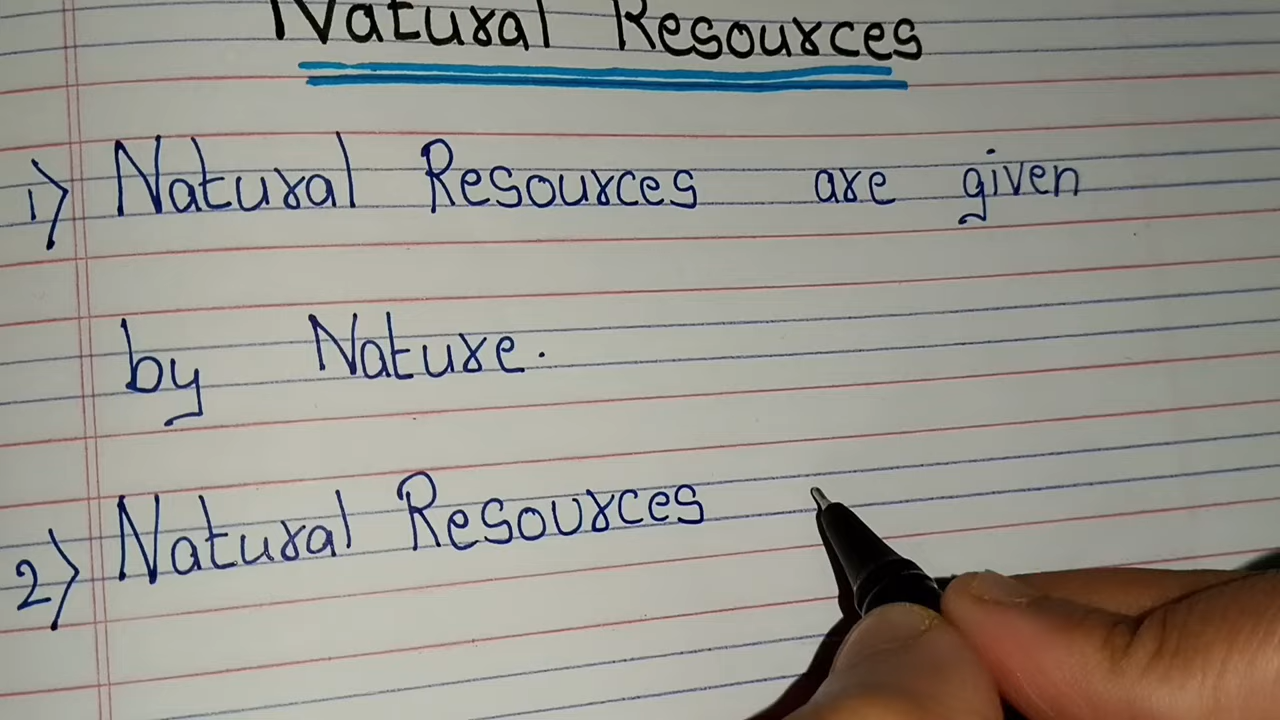 Natural Resources
1) Natural Resources are given
by Nature.
2) Natural Resources